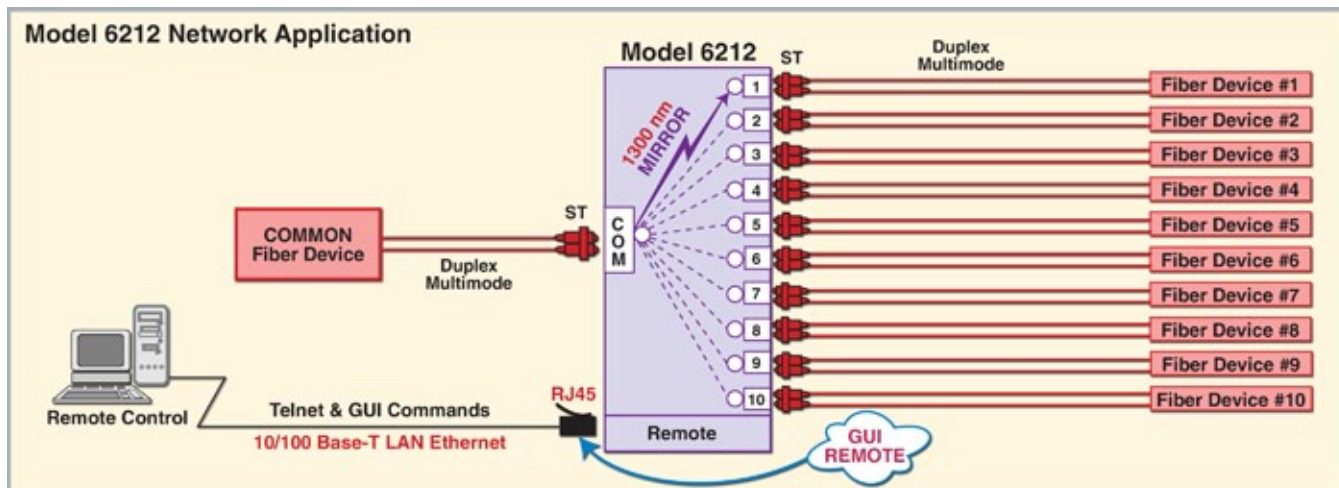 Model 6212 Network Application
Model 6212
ST
Duplex
Multimode
1300 nm
MIRROR
1
2
3
4
5
6
7
8
9
10
Fiber Device #1
Fiber Device #2
Fiber Device #3
Fiber Device #4
Fiber Device #5
Fiber Device #6
Fiber Device #7
Fiber Device #8
Fiber Device #9
Fiber Device #10
COMMON
Fiber Device
ST
COM
Duplex
Multimode
Remote Control
Telnet & GUI Commands
10/100 Base-T LAN Ethernet
RJ45
Remote
GUI
REMOTE